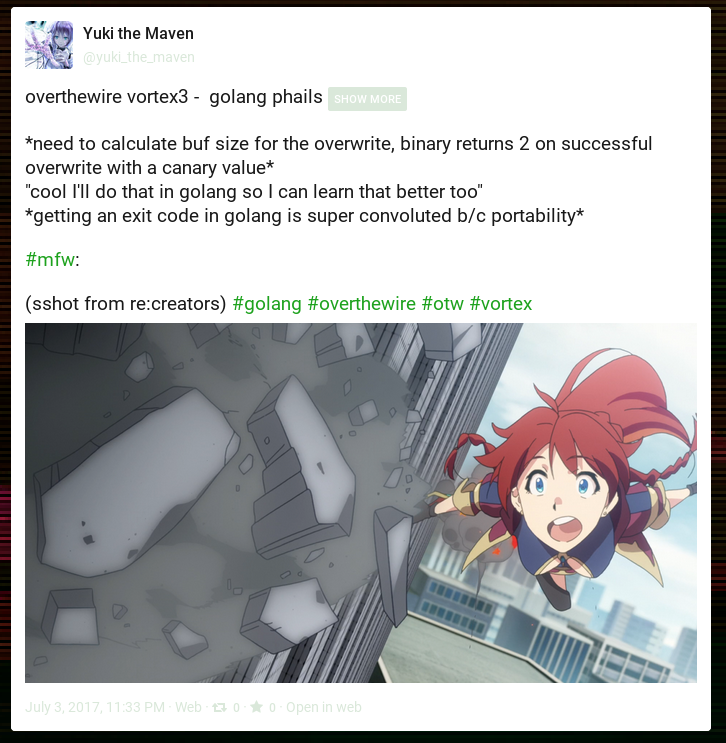 Yuki the Maven
@yuki_the_maven
overthewire vortex3 -  golang phails SHOW MORE
*need to calculate buf size for the overwrite, binary returns 2 on successful
overwrite with a canary value*
"cool I'll do that in golang so I can learn that better too"
*getting an exit code in golang is super convoluted b/c portability*
#mfw:
(sshot from re:creators) #golang #overthewire #otw #vortex
July 3, 2017, 11:33 PM · Web · 0 · 0 · Open in web